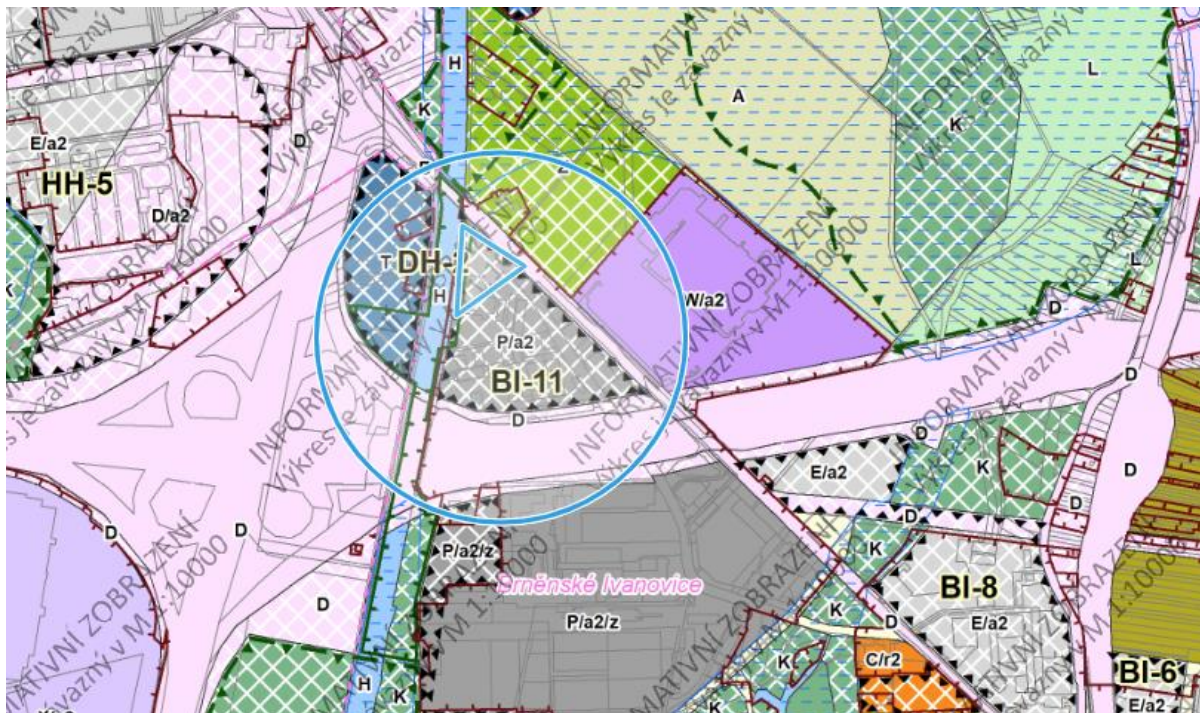 H
A
L
K
K
E/a2
HH-5
D
D/a2
Z
DH-
T
H
W/a2
L
D
P/a2
BI-11
D
D
E/a2
D
K
D
D
D
D
D
K
P/a2/z
Brněnské Ivanovice
BI-8
D
P/a2/z
K
D
E/a2
K
C/r2
BI-6
H
K
K
E/a2
INFORMATIVNÍ ZOBRAZENÍ
Výkres je závazný v M 1:10000